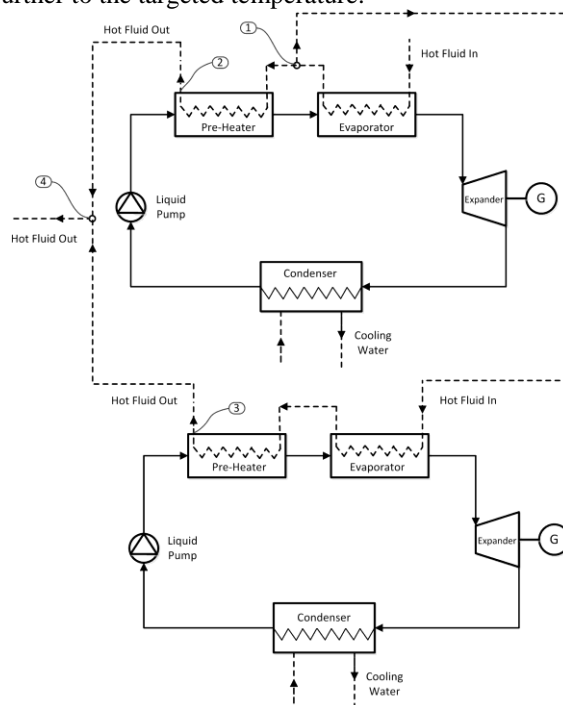 further to the targeted temperature.
1
Hot Fluid Out
Hot Fluid In
2
Pre-Heater
Evaporator
4
Liquid
Pump
Expander
G
Hot Fluid Out
Condenser
Cooling
Water
Hot Fluid Out
3
Hot Fluid In
Pre-Heater
Evaporator
Liquid
Pump
Expander
G
Condenser
Cooling
Water